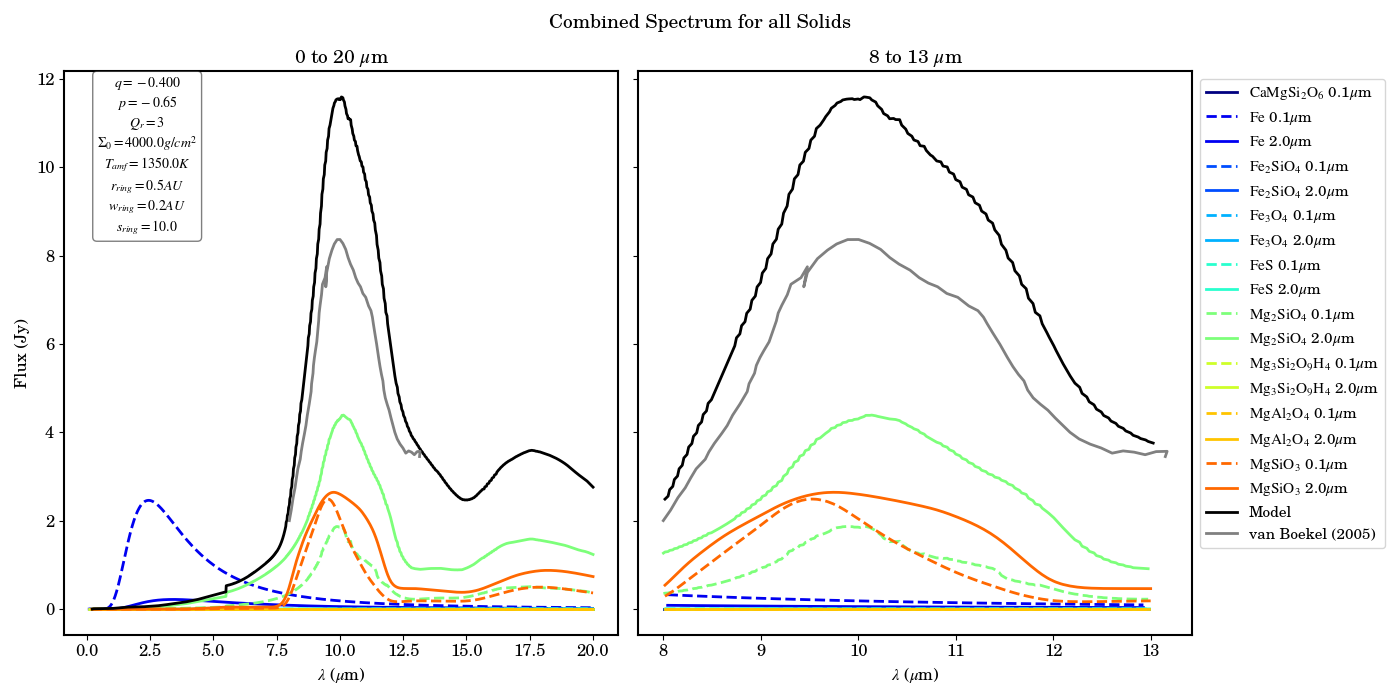 Combined Spectrum for all Solids
0 to 20 μm
8 to 13 μm
q = −0.400
p = −0.65
Qᵣ = 3
Σ₀ = 4000.0g/cm²
T_amf = 1350.0K
r_ring = 0.5AU
w_ring = 0.2AU
s_ring = 10.0
12
10
8
6
4
2
0
Flux (Jy)
0.0 2.5 5.0 7.5 10.0 12.5 15.0 17.5 20.0
λ (μm)
8 9 10 11 12 13
λ (μm)
CaMgSi₂O₆ 0.1μm
Fe 0.1μm
Fe 2.0μm
Fe₂SiO₄ 0.1μm
Fe₂SiO₄ 2.0μm
Fe₃O₄ 0.1μm
Fe₃O₄ 2.0μm
FeS 0.1μm
FeS 2.0μm
Mg₂SiO₄ 0.1μm
Mg₂SiO₄ 2.0μm
Mg₃Si₂O₉H₄ 0.1μm
Mg₃Si₂O₉H₄ 2.0μm
MgAl₂O₄ 0.1μm
MgAl₂O₄ 2.0μm
MgSiO₃ 0.1μm
MgSiO₃ 2.0μm
Model
van Boekel (2005)